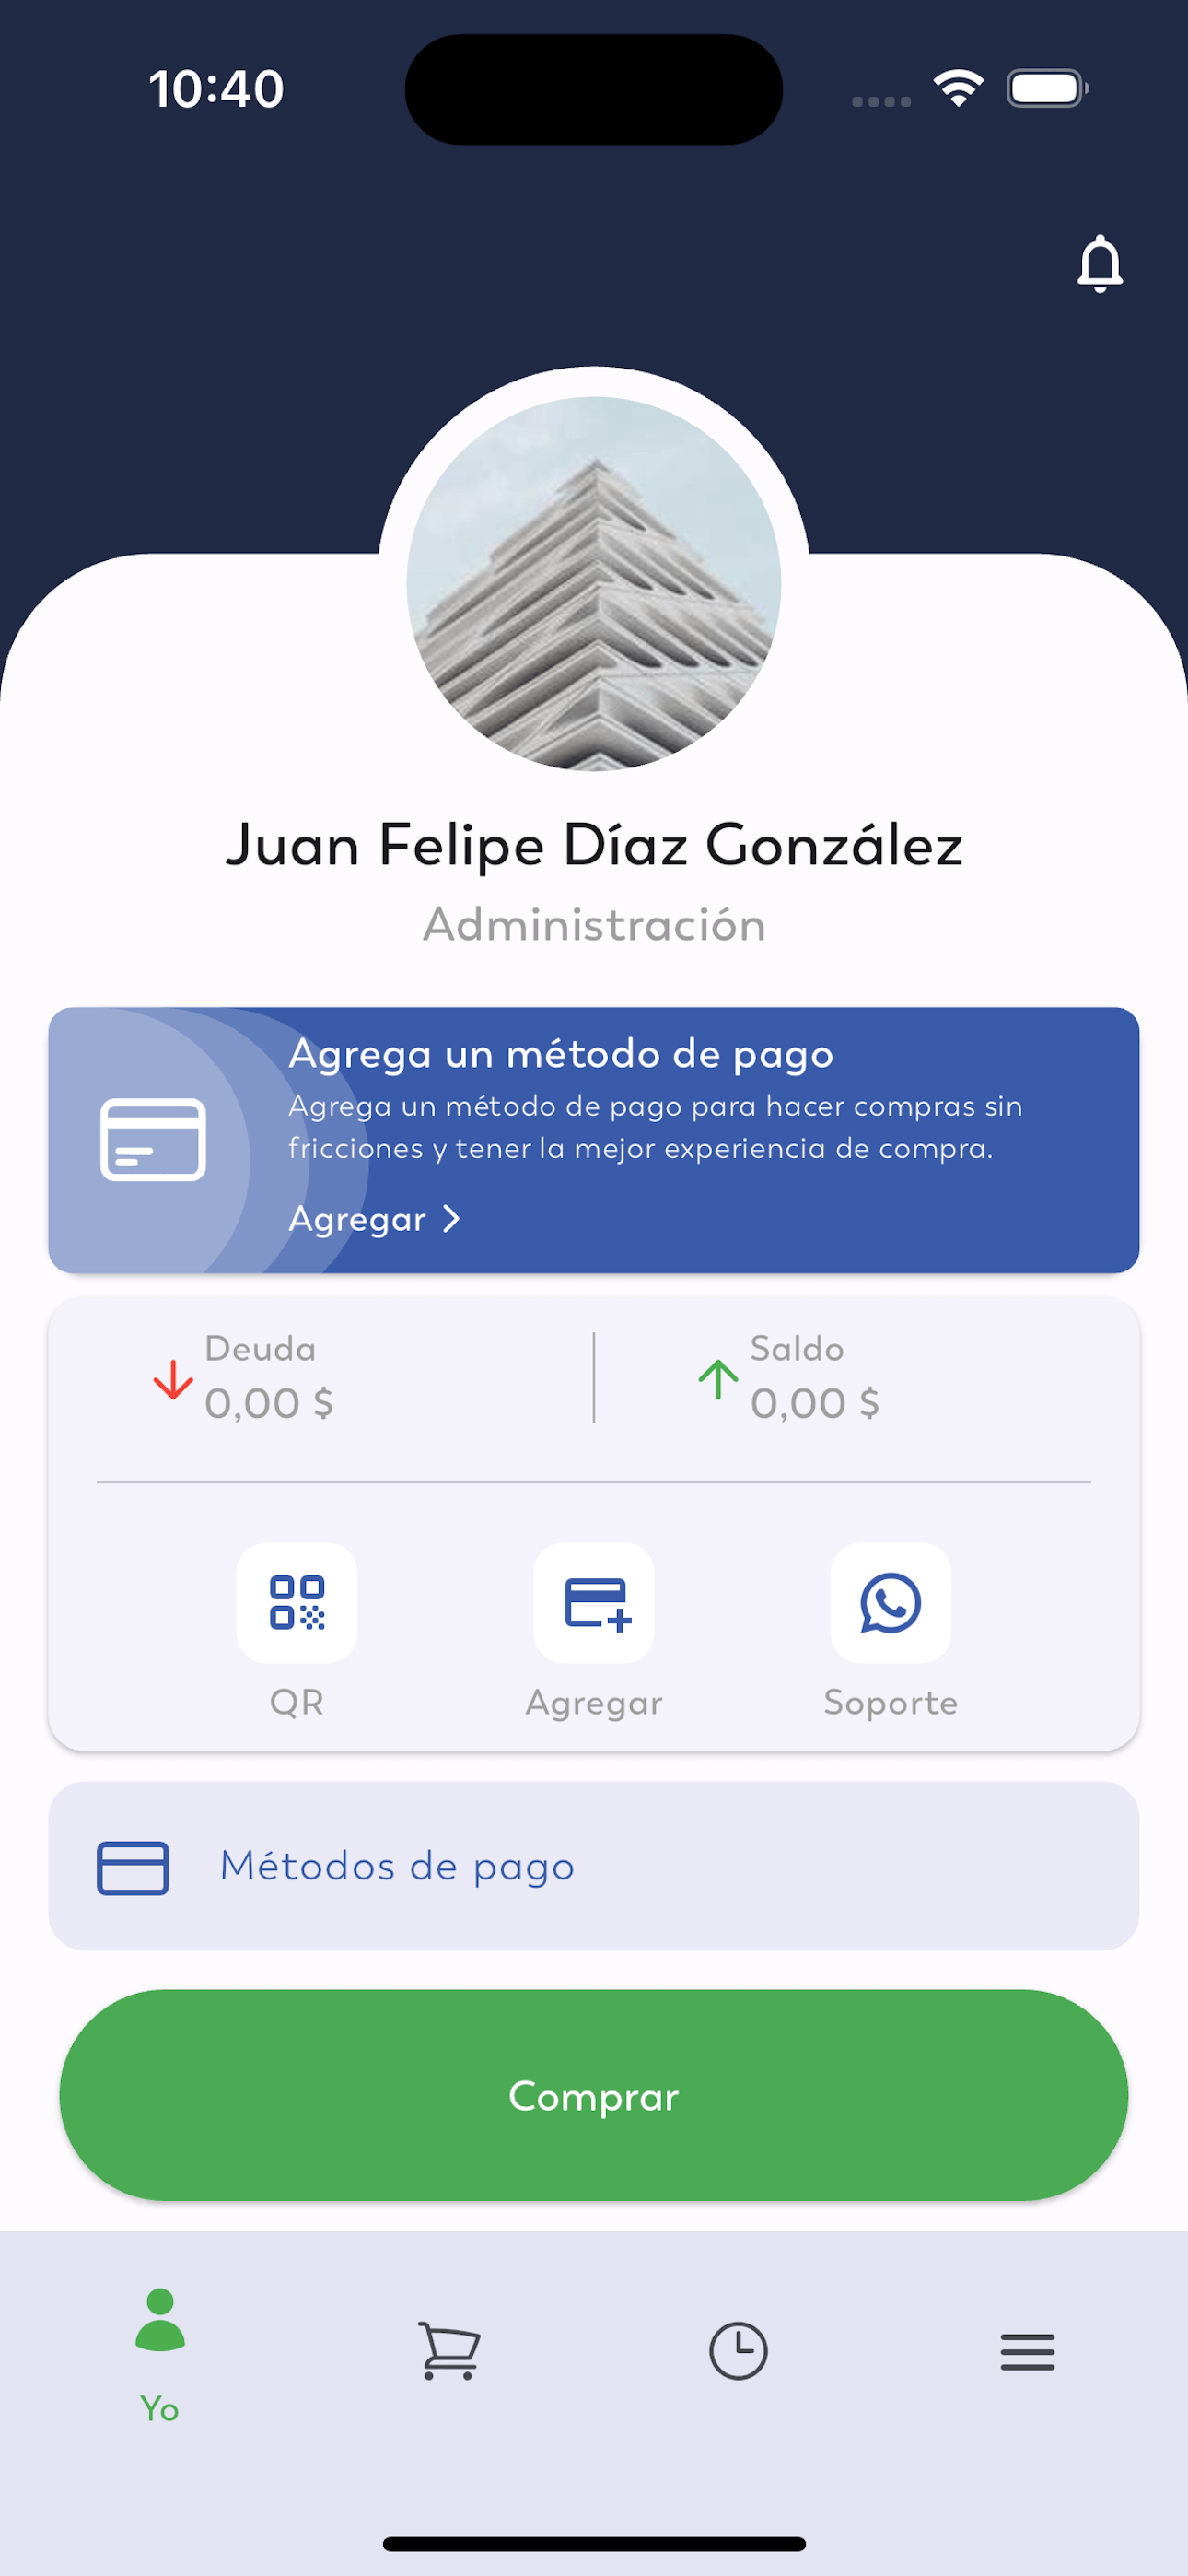 10:40
Juan Felipe Díaz González
Administración
Agrega un método de pago
Agrega un método de pago para hacer compras sin
fricciones y tener la mejor experiencia de compra.
Agregar
Deuda
0,00 $
Saldo
0,00 $
QR
Agregar
Soporte
Métodos de pago
Comprar
Yo